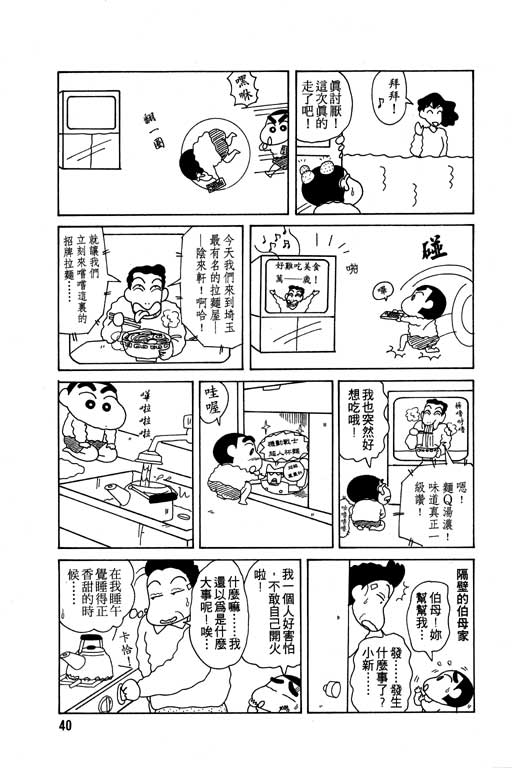 拜拜！
真討厭！
這次真的
走了吧！
嘿咻
翻一圈
碰
噗
啪
好難吃美食
萬——歲！
今天我們來到埼玉
最有名的拉麵屋—
—陰來軒！啊哈！
就讓我們
立刻來嚐嚐這裏的
招牌拉麵……
嗯！
麵Q湯濃！
味道真正一
級讚！
我也突然好
想吃哦！
哇喔
機動戰士
超人杯麵
嘩啦啦啦
隔壁的伯母家
伯母！妳
幫幫我…
發……發生
什麼事了？
小新……
我一個人好害怕
，不敢自己開火
啦！
什麼嘛……我
還以為是什麼
大事呢！唉…
卡恰！
在我睡午
覺睡得正
香甜的時
候……
40